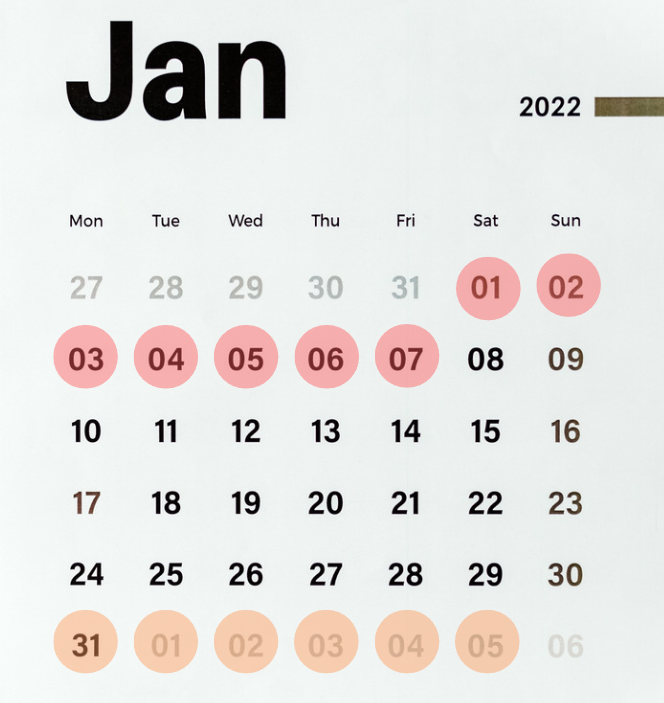 Jan
2022
Mon Tue Wed Thu Fri Sat Sun
27 28 29 30 31 01 02
03 04 05 06 07 08 09
10 11 12 13 14 15 16
17 18 19 20 21 22 23
24 25 26 27 28 29 30
31 01 02 03 04 05 06